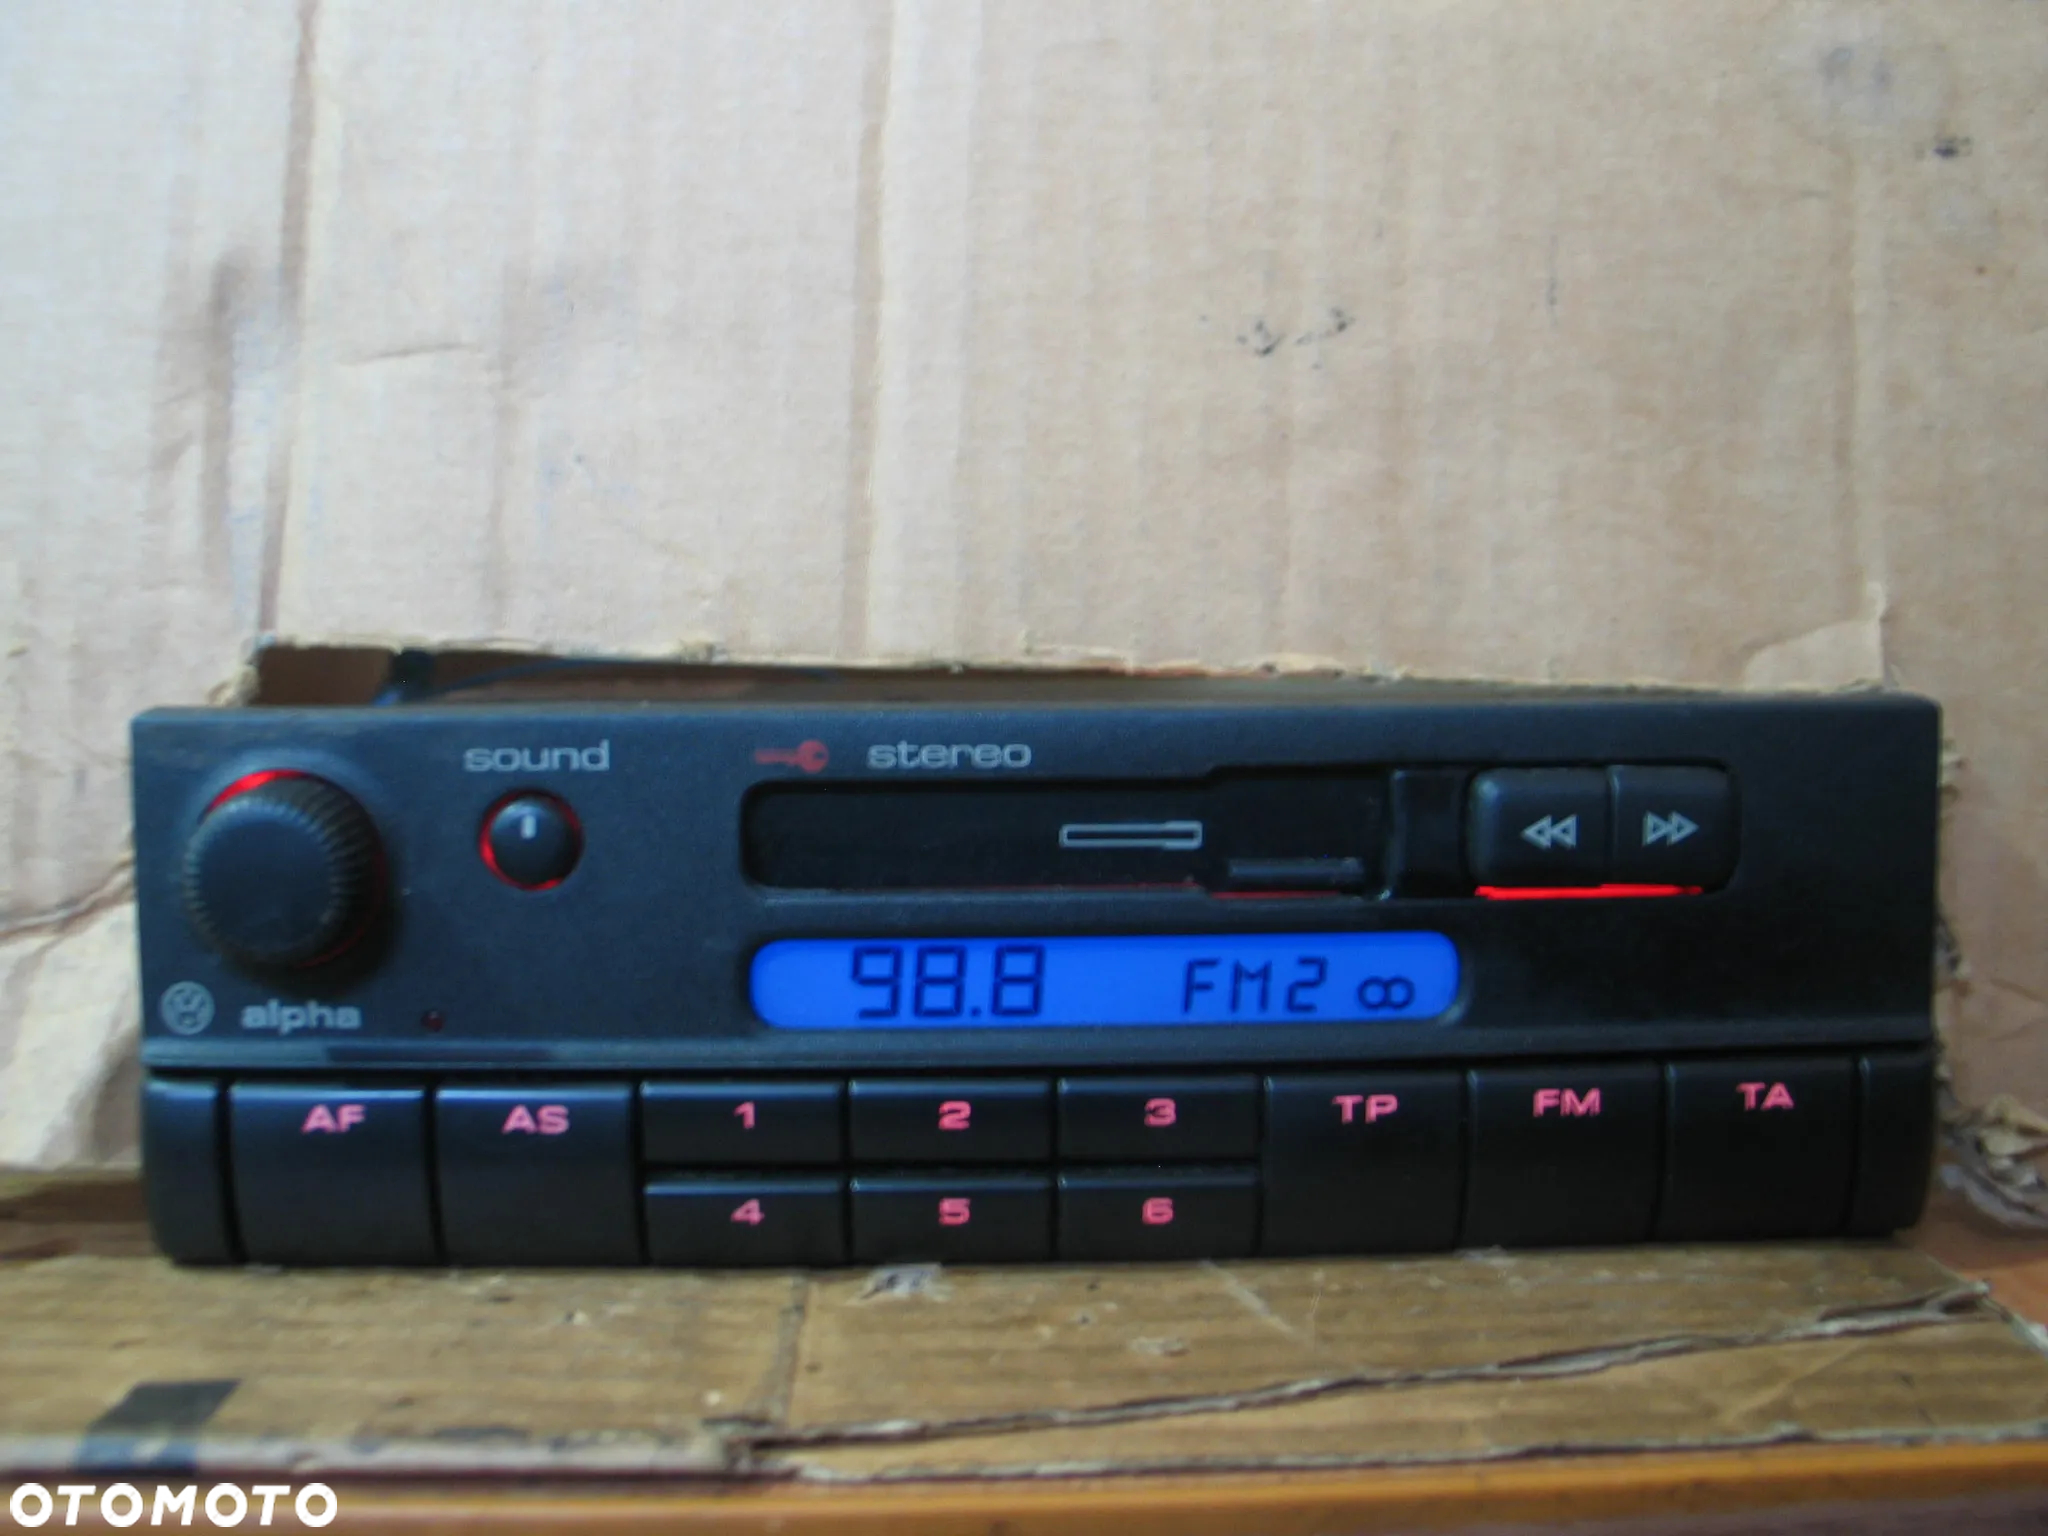 sound stereo
98.8 FM2
alpha
AF AS 1 2 3 TP FM TA
4 5 6
OTOMOTO